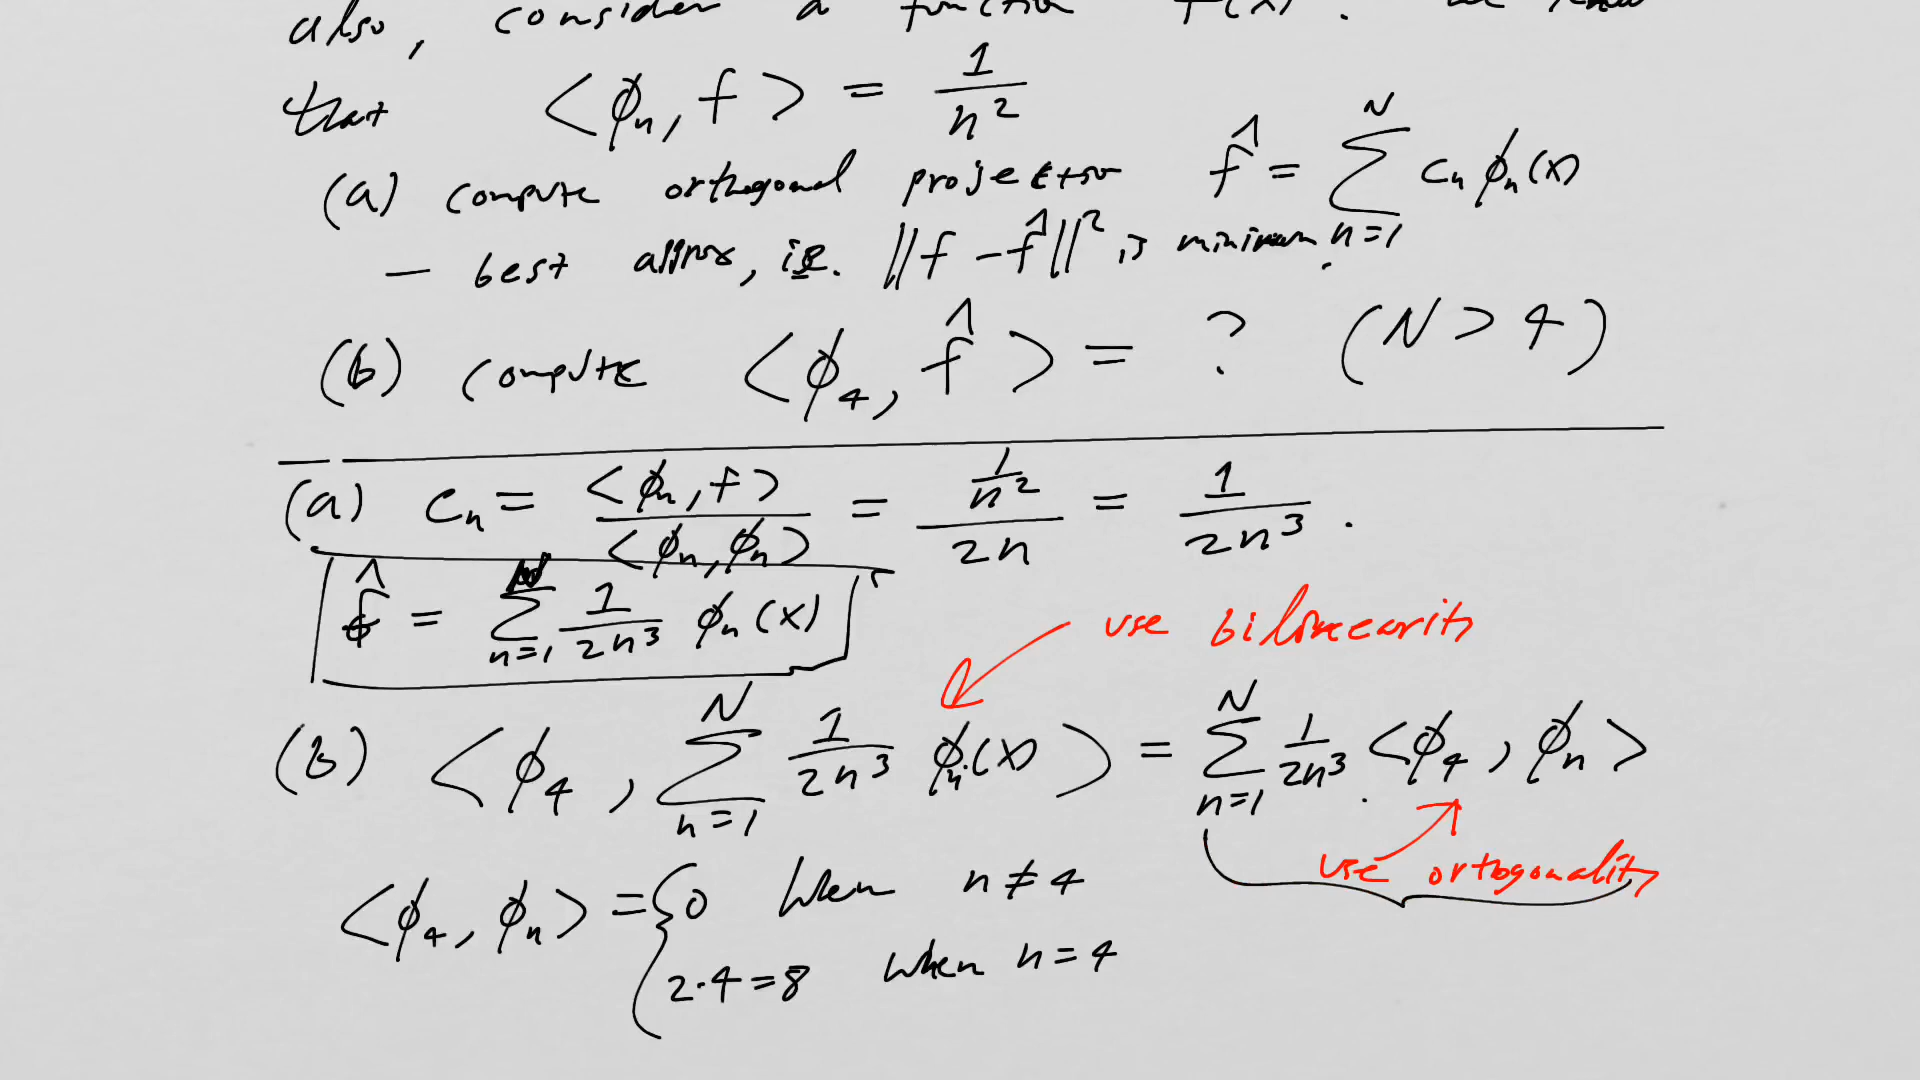 also, consider a function f(x). we know
that <φₙ, f> = 1/n²
(a) compute orthogonal projection f̂ = Σ_{n=1}^{N} cₙ φₙ(x)
— best approx, i.e. ||f - f̂||² is minimum.
(b) compute <φ₄, f̂> = ? (N > 4)
(a) cₙ = <φₙ, f> / <φₙ, φₙ> = (1/n²) / 2n = 1/(2n³).
f̂ = Σ_{n=1}^{N} 1/(2n³) φₙ(x)
use bilinearity
(b) <φ₄, Σ_{n=1}^{N} 1/(2n³) φₙ(x)> = Σ_{n=1}^{N} 1/(2n³) · <φ₄, φₙ>
use orthogonality
<φ₄, φₙ> = { 0 when n ≠ 4
2·4 = 8 when n = 4